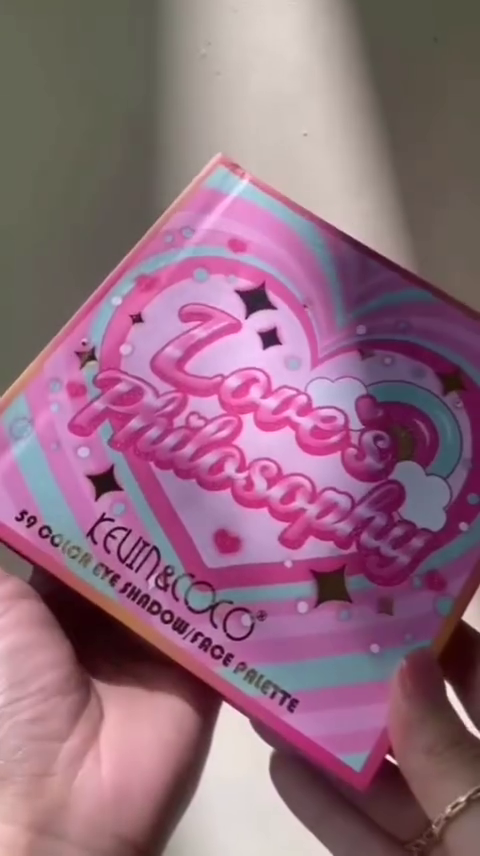 Love's
Philosophy
KEVIN&COCO®
59 COLOR EYE SHADOW/FACE PALETTE